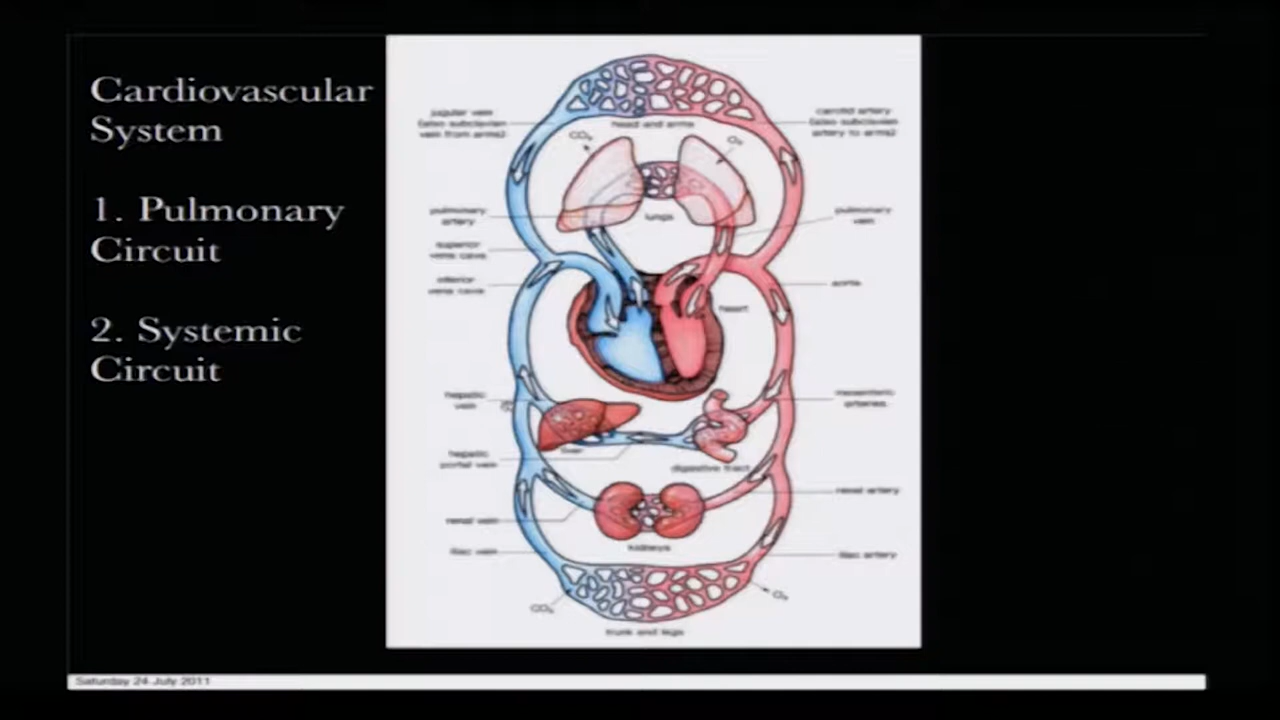 Cardiovascular
System
1. Pulmonary
Circuit
2. Systemic
Circuit
jugular vein
(also subclavian
vein from arms)
head and arms
carotid artery
(also subclavian
artery to arms)
CO₂
O₂
pulmonary
artery
lungs
pulmonary
vein
superior
vena cava
inferior
vena cava
aorta
heart
hepatic
vein
mesenteric
arteries
liver
hepatic
portal vein
digestive tract
renal artery
renal vein
kidneys
iliac vein
iliac artery
CO₂
O₂
trunk and legs
Saturday 24 July 2011